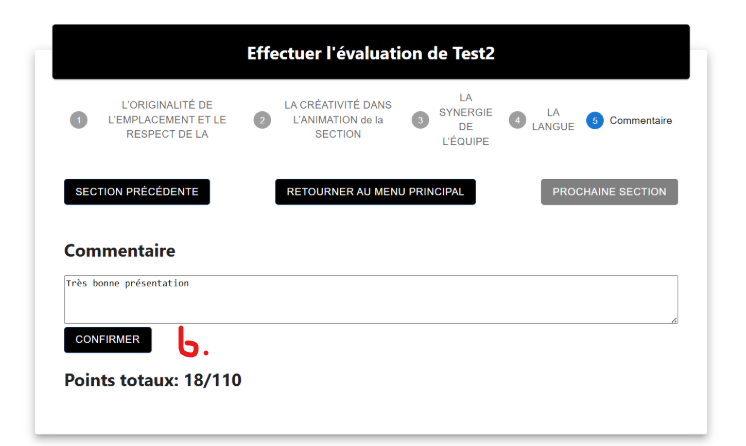 Effectuer l'évaluation de Test2
1 L'ORIGINALITÉ DE L'EMPLACEMENT ET LE RESPECT DE LA
2 LA CRÉATIVITÉ DANS L'ANIMATION de la SECTION
3 LA SYNERGIE DE L'ÉQUIPE
4 LA LANGUE
5 Commentaire
SECTION PRÉCÉDENTE
RETOURNER AU MENU PRINCIPAL
PROCHAINE SECTION
Commentaire
Très bonne présentation
CONFIRMER
6.
Points totaux: 18/110